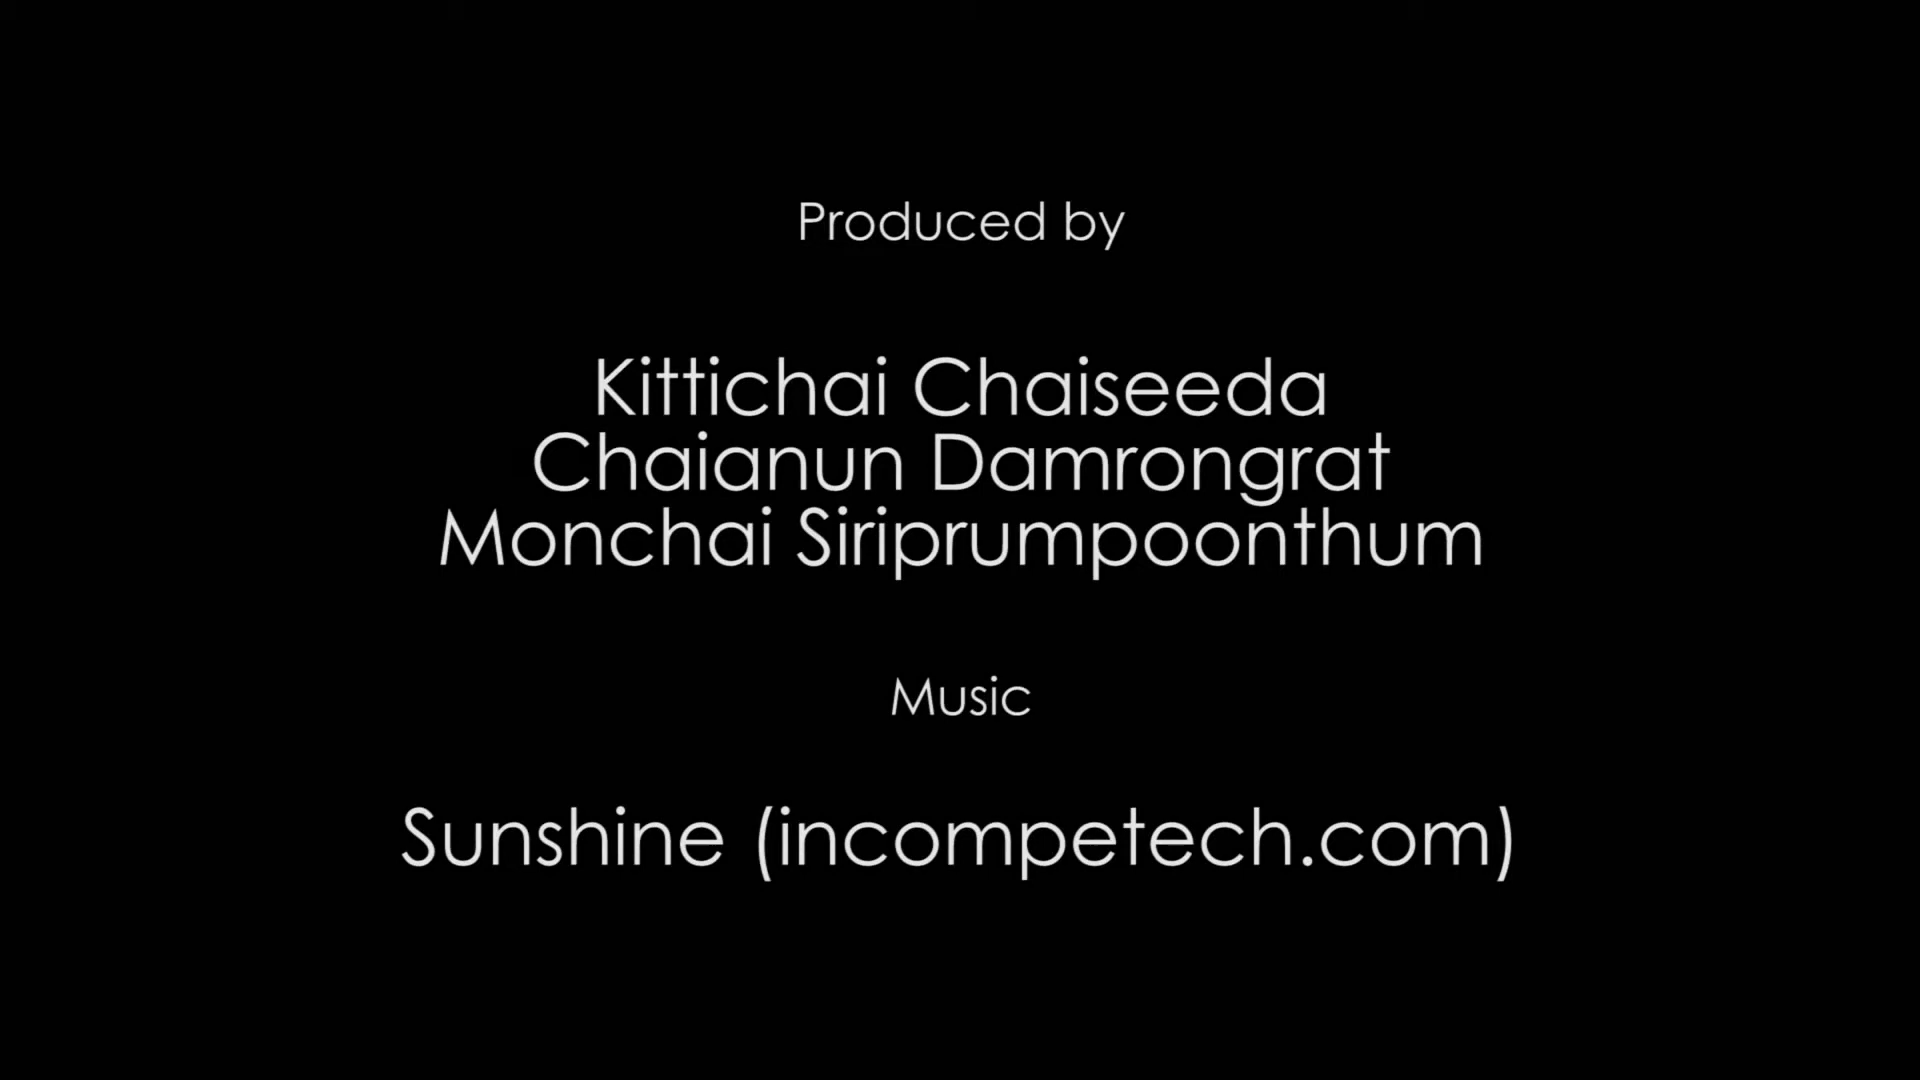 Produced by
Kittichai Chaiseeda
Chaianun Damrongrat
Monchai Siriprumpoonthum
Music
Sunshine (incompetech.com)